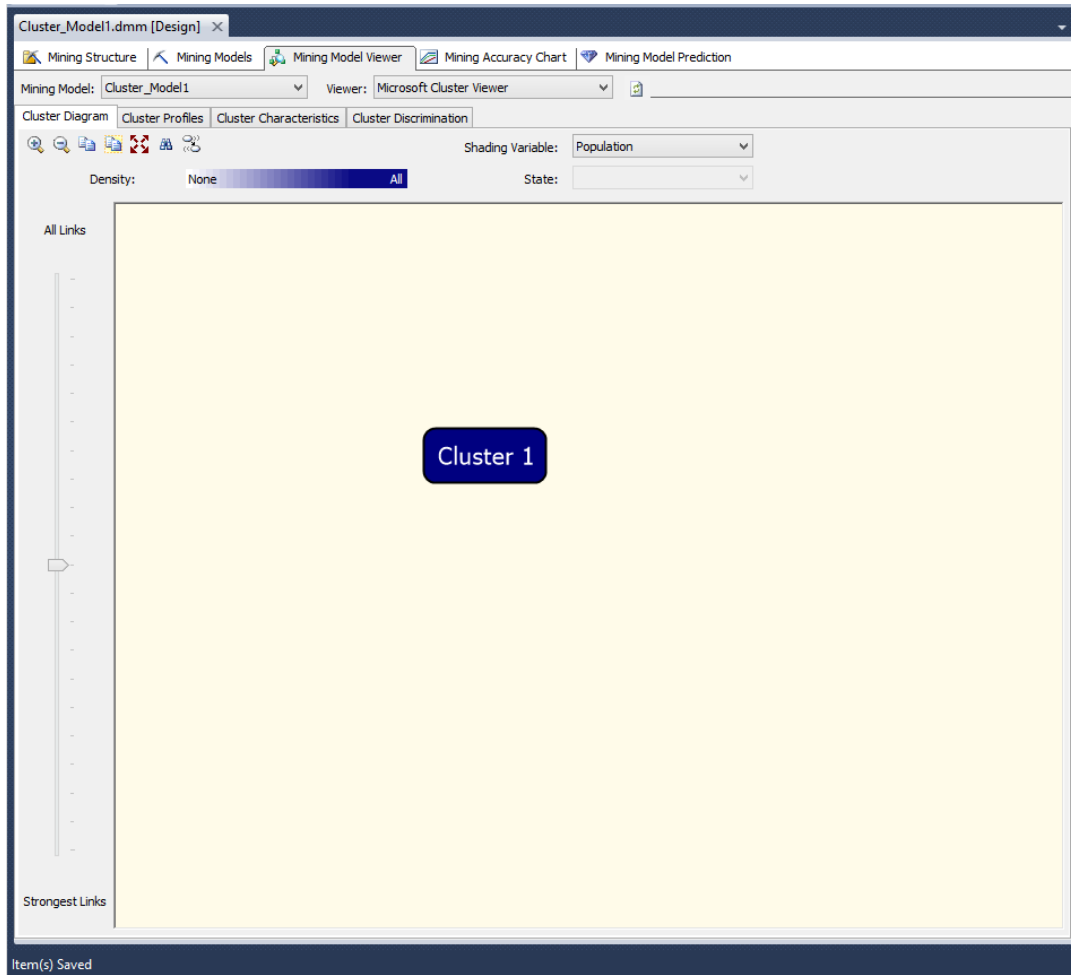 Cluster_Model1.dmm [Design]
Mining Structure Mining Models Mining Model Viewer Mining Accuracy Chart Mining Model Prediction
Mining Model: Cluster_Model1 Viewer: Microsoft Cluster Viewer
Cluster Diagram Cluster Profiles Cluster Characteristics Cluster Discrimination
Shading Variable: Population
Density: None All State:
All Links
Cluster 1
Strongest Links
Item(s) Saved